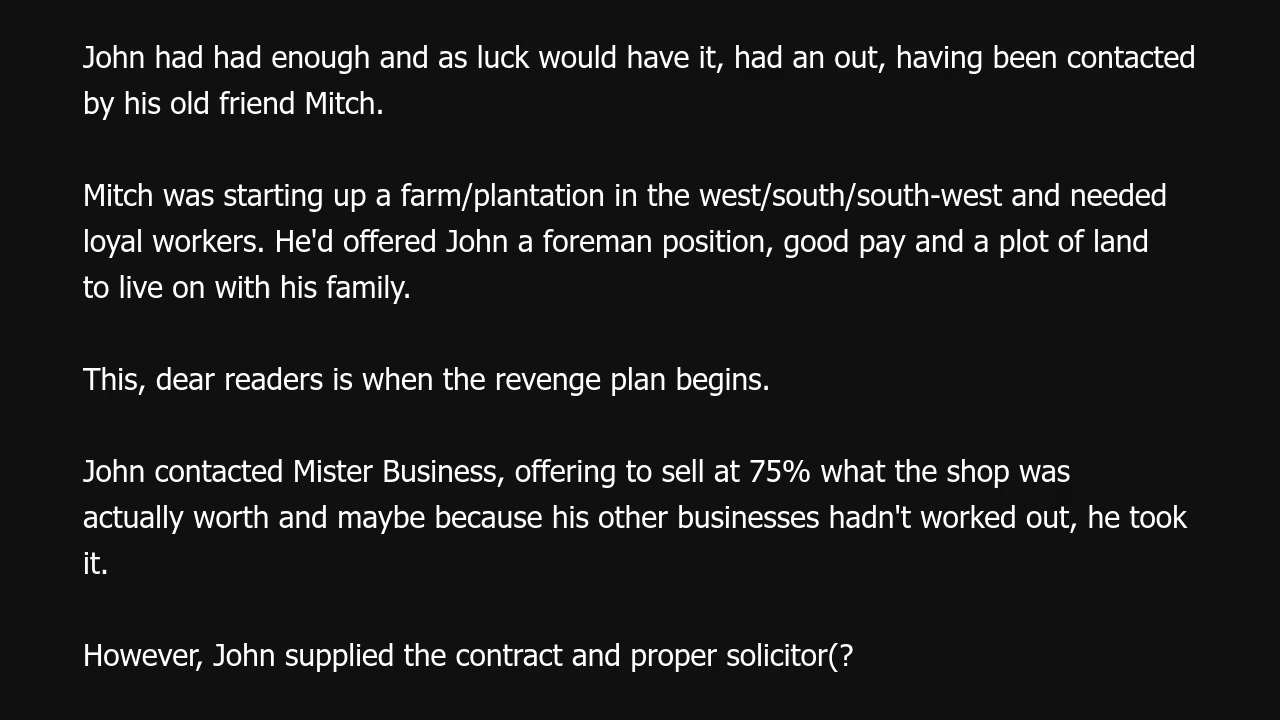 John had had enough and as luck would have it, had an out, having been contacted
by his old friend Mitch.
Mitch was starting up a farm/plantation in the west/south/south-west and needed
loyal workers. He'd offered John a foreman position, good pay and a plot of land
to live on with his family.
This, dear readers is when the revenge plan begins.
John contacted Mister Business, offering to sell at 75% what the shop was
actually worth and maybe because his other businesses hadn't worked out, he took
it.
However, John supplied the contract and proper solicitor(?